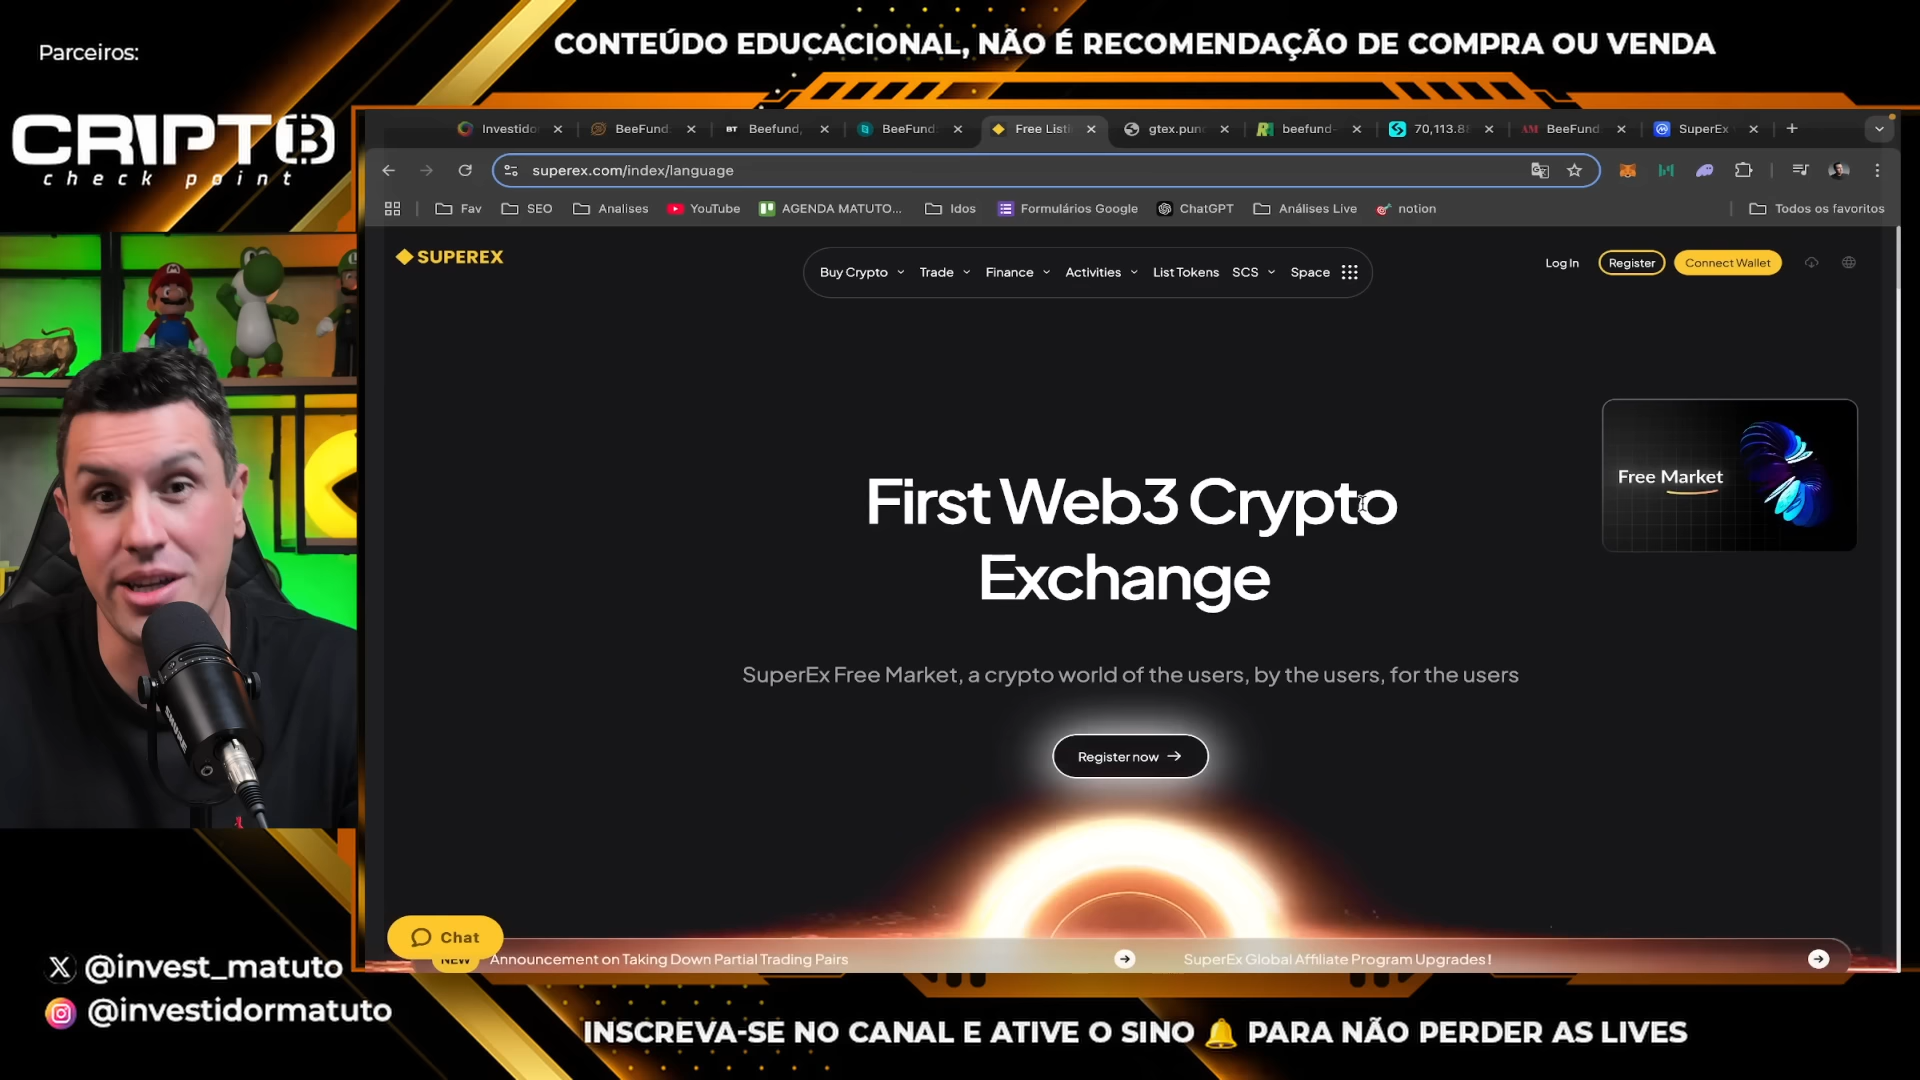 Parceiros:
CRIPTO
check point
CONTEÚDO EDUCACIONAL, NÃO É RECOMENDAÇÃO DE COMPRA OU VENDA
Investido
BeeFund
Beefund,
BeeFund
Free Listi
gtex.pun
beefund-
70,113.8
BeeFund
SuperEx
superex.com/index/language
Fav
SEO
Analises
YouTube
AGENDA MATUTO...
Idos
Formulários Google
ChatGPT
Análises Live
notion
Todos os favoritos
SUPEREX
Buy Crypto
Trade
Finance
Activities
List Tokens
SCS
Space
Log In
Register
Connect Wallet
Free Market
First Web3 Crypto
Exchange
SuperEx Free Market, a crypto world of the users, by the users, for the users
Register now
Chat
NEW
Announcement on Taking Down Partial Trading Pairs
SuperEx Global Affiliate Program Upgrades!
SHURE
@invest_matuto
@investidormatuto
INSCREVA-SE NO CANAL E ATIVE O SINO 🔔 PARA NÃO PERDER AS LIVES